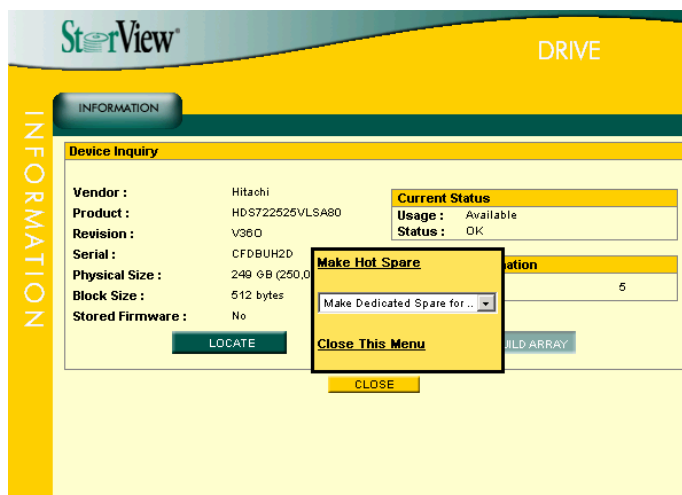 StorView®
DRIVE
INFORMATION
INFORMATION
Device Inquiry
Vendor : Hitachi
Product : HDS722525VLSA80
Revision : V36O
Serial : CFDBUH2D
Physical Size : 249 GB (250,0
Block Size : 512 bytes
Stored Firmware : No
Current Status
Usage : Available
Status : OK
ation
5
Make Hot Spare
Make Dedicated Spare for ..
Close This Menu
LOCATE
ILD ARRAY
CLOSE